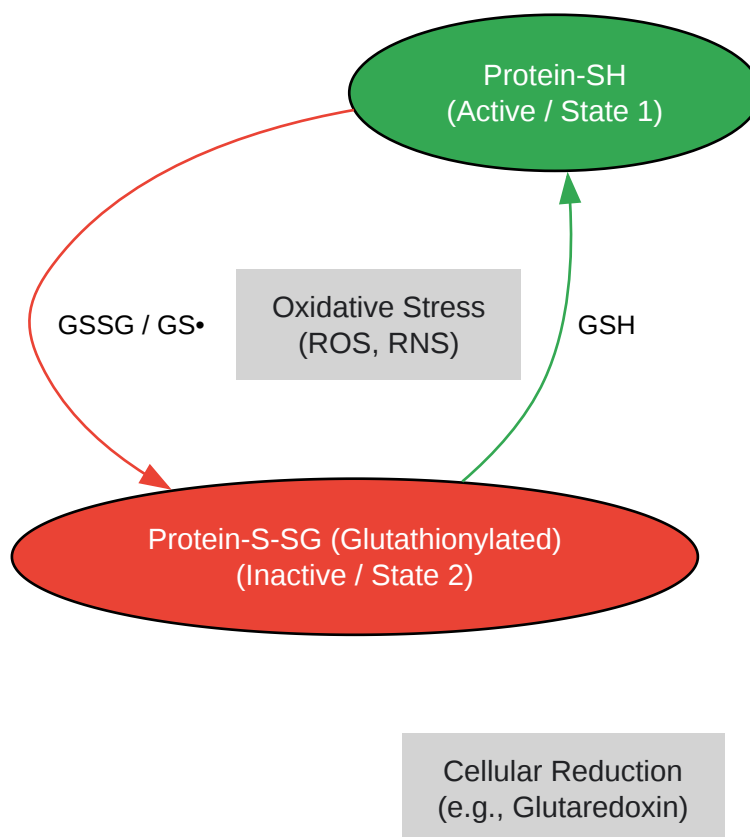 Protein-SH
(Active / State 1)
Oxidative Stress
(ROS, RNS)
GSSG / GS•
GSH
Protein-S-SG (Glutathionylated)
(Inactive / State 2)
Cellular Reduction
(e.g., Glutaredoxin)